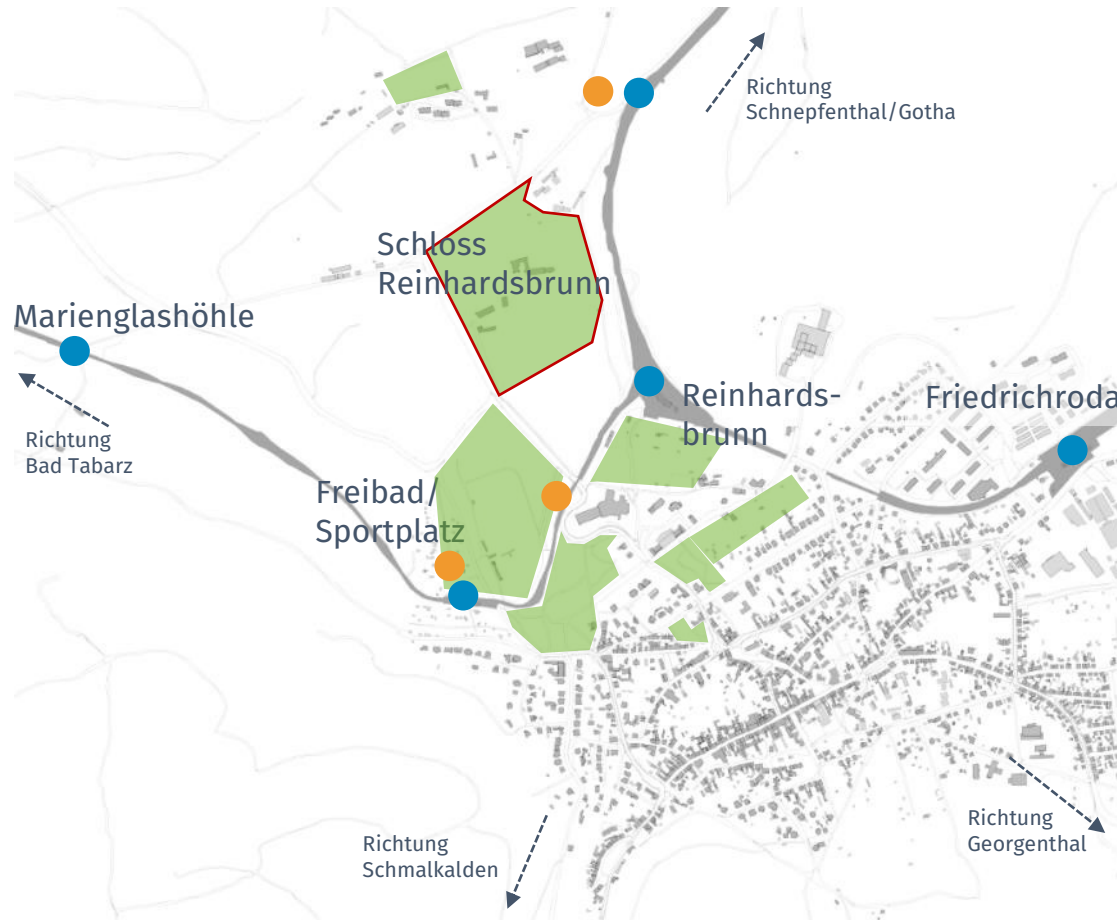 Richtung
Schnepfenthal/Gotha
Schloss
Reinhardsbrunn
Marienglashöhle
Richtung
Bad Tabarz
Reinhards-
brunn
Friedrichroda
Freibad/
Sportplatz
Richtung
Schmalkalden
Richtung
Georgenthal